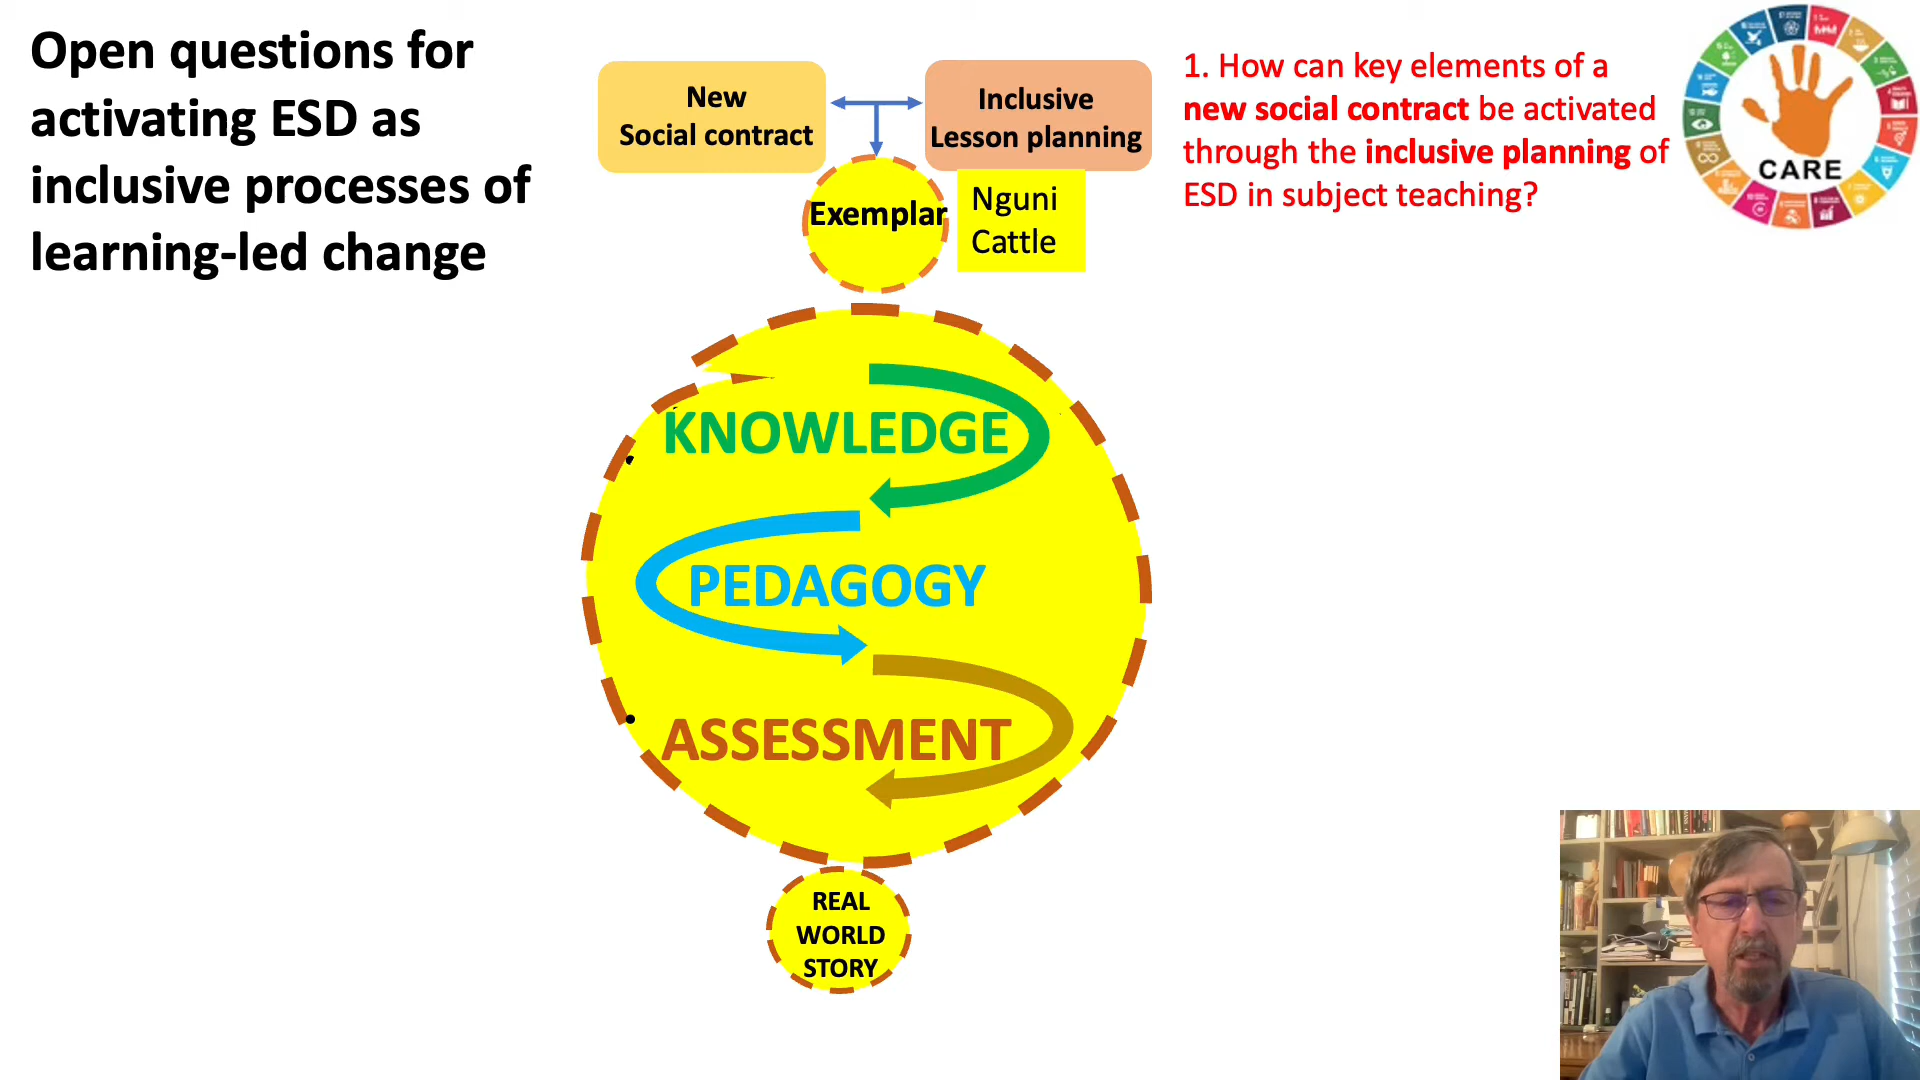 Open questions for
activating ESD as
inclusive processes of
learning-led change
New
Social contract
Inclusive
Lesson planning
Exemplar
Nguni
Cattle
1. How can key elements of a
new social contract be activated
through the inclusive planning of
ESD in subject teaching?
CARE
KNOWLEDGE
PEDAGOGY
ASSESSMENT
REAL
WORLD
STORY